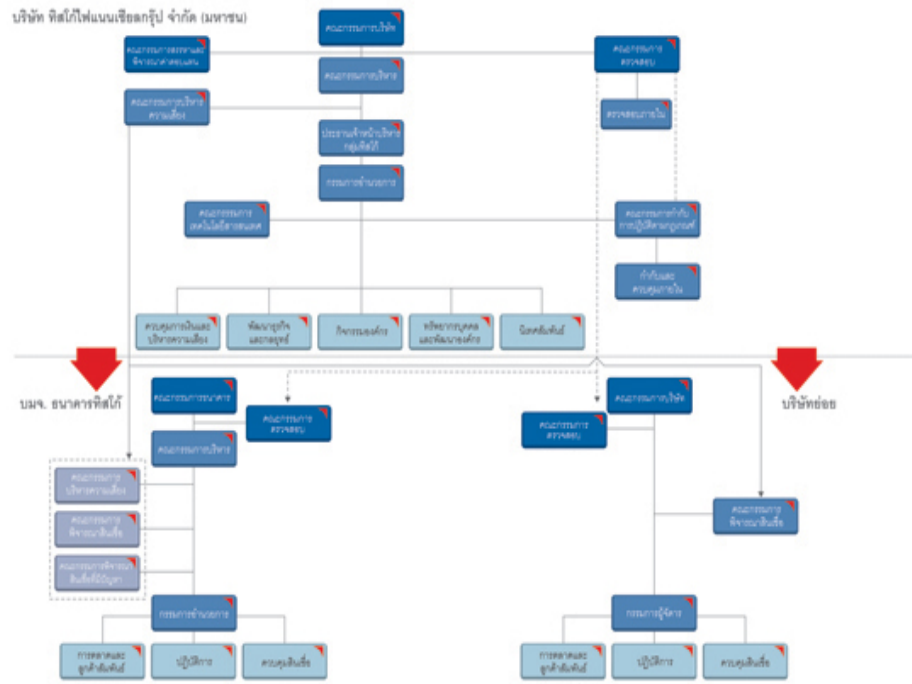 บริษัท ทิสโก้ไฟแนนเชียลกรุ๊ป จำกัด (มหาชน)
คณะกรรมการบริษัท
คณะกรรมการสรรหาและ
พิจารณาค่าตอบแทน
คณะกรรมการ
ตรวจสอบ
คณะกรรมการบริหาร
คณะกรรมการบริหาร
ความเสี่ยง
ตรวจสอบภายใน
ประธานเจ้าหน้าบริหาร
กลุ่มทิสโก้
กรรมการอำนวยการ
คณะกรรมการ
เทคโนโลยีสารสนเทศ
คณะกรรมการกำกับ
การปฏิบัติตามกฎเกณฑ์
กำกับและ
ควบคุมภายใน
ควบคุมการเงินและ
บริหารความเสี่ยง
พัฒนาธุรกิจ
และกลยุทธ์
กิจกรรมองค์กร
ทรัพยากรบุคคล
และพัฒนาองค์กร
นิเทศสัมพันธ์
บมจ. ธนาคารทิสโก้
บริษัทย่อย
คณะกรรมการธนาคาร
คณะกรรมการ
ตรวจสอบ
คณะกรรมการบริหาร
คณะกรรมการ
บริหารความเสี่ยง
คณะกรรมการ
พิจารณาสินเชื่อ
คณะกรรมการพิจารณา
สินเชื่อที่มีปัญหา
กรรมการอำนวยการ
การตลาดและ
ลูกค้าสัมพันธ์
ปฏิบัติการ
ควบคุมสินเชื่อ
คณะกรรมการบริษัท
คณะกรรมการ
ตรวจสอบ
คณะกรรมการ
พิจารณาสินเชื่อ
กรรมการผู้จัดการ
การตลาดและ
ลูกค้าสัมพันธ์
ปฏิบัติการ
ควบคุมสินเชื่อ